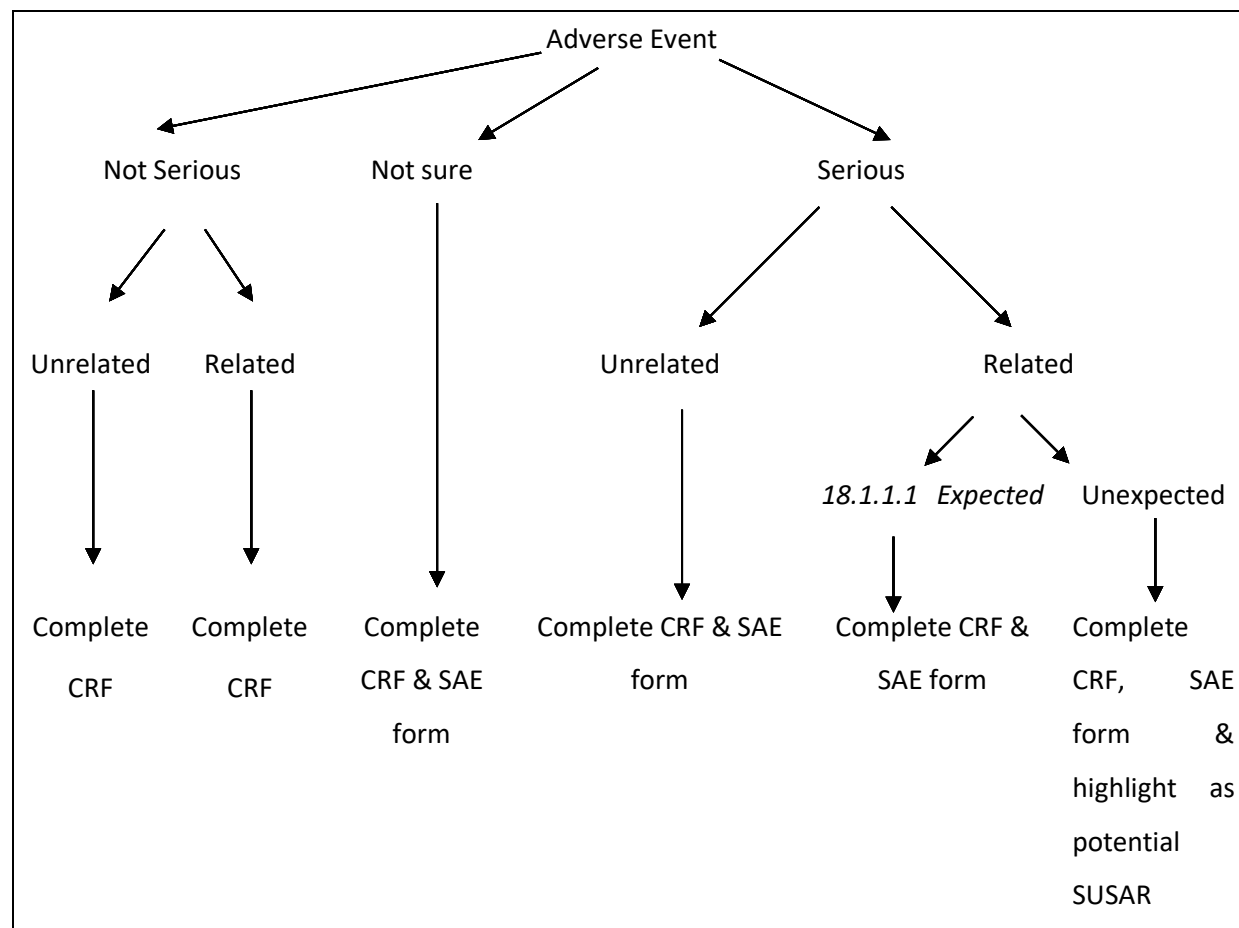 Adverse Event
Not Serious
Not sure
Serious
Unrelated
Related
Unrelated
Related
18.1.1.1 Expected
Unexpected
Complete
CRF
Complete
CRF
Complete
CRF & SAE
form
Complete CRF & SAE
form
Complete CRF &
SAE form
Complete
CRF, SAE
form &
highlight as
potential
SUSAR